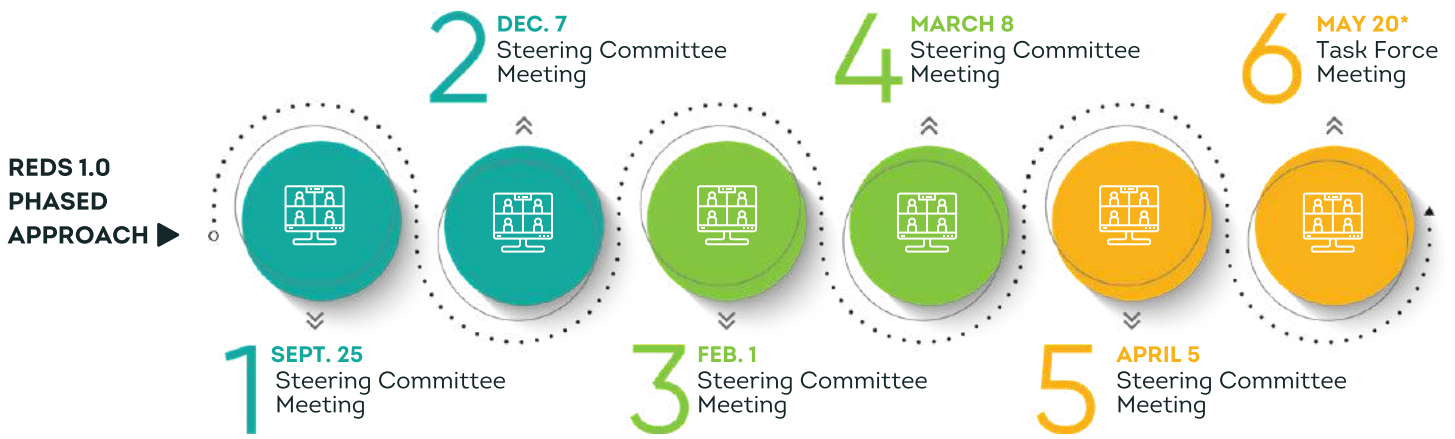 REDS 1.0
PHASED
APPROACH
1
SEPT. 25
Steering Committee
Meeting
2
DEC. 7
Steering Committee
Meeting
3
FEB. 1
Steering Committee
Meeting
4
MARCH 8
Steering Committee
Meeting
5
APRIL 5
Steering Committee
Meeting
6
MAY 20*
Task Force
Meeting